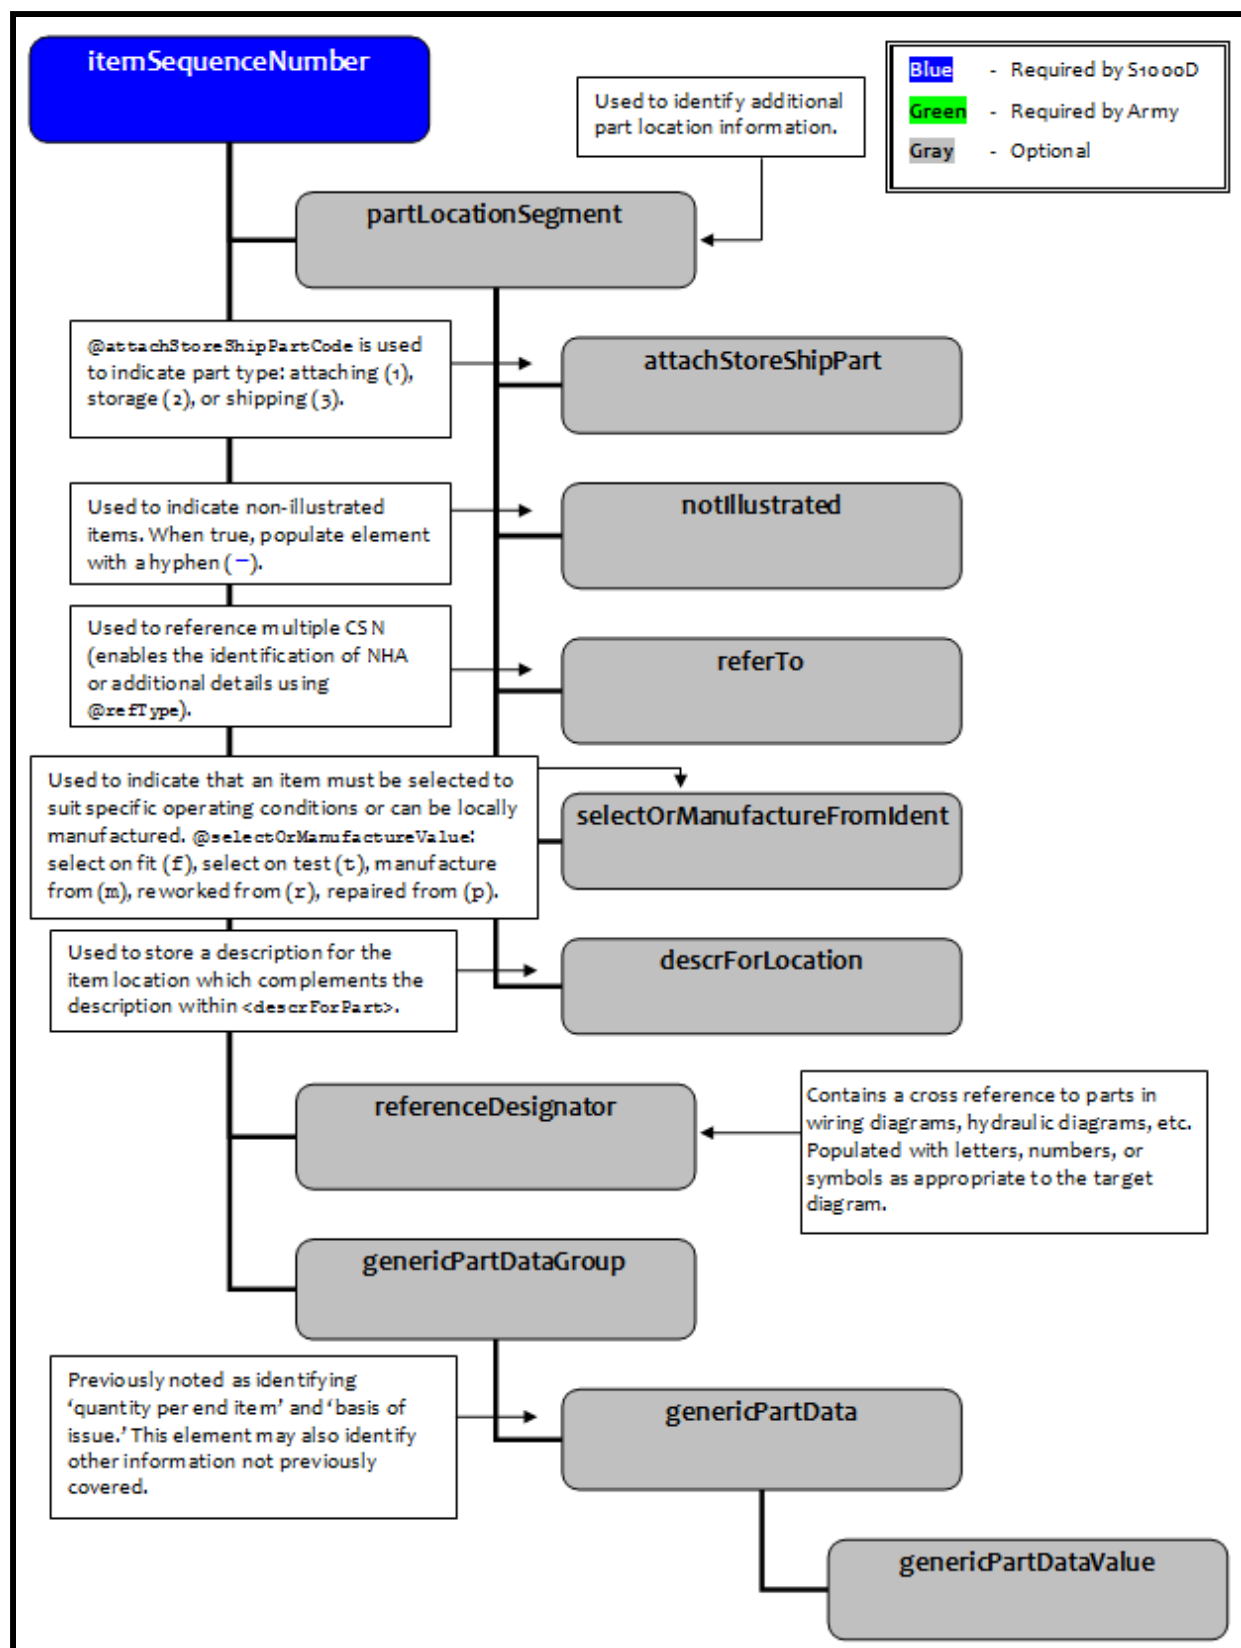 itemSequenceNumber
Blue - Required by S1000D
Green - Required by Army
Gray - Optional
Used to identify additional
part location information.
partLocationSegment
@attachStoreShipPartCode is used
to indicate part type: attaching (1),
storage (2), or shipping (3).
attachStoreShipPart
Used to indicate non-illustrated
items. When true, populate element
with a hyphen (–).
notIllustrated
Used to reference multiple CSN
(enables the identification of NHA
or additional details using
@refType).
referTo
Used to indicate that an item must be selected to
suit specific operating conditions or can be locally
manufactured. @selectOrManufactureValue:
select on fit (f), select on test (t), manufacture
from (m), reworked from (r), repaired from (p).
selectOrManufactureFromIdent
Used to store a description for the
item location which complements the
description within <descrForPart>.
descrForLocation
referenceDesignator
Contains a cross reference to parts in
wiring diagrams, hydraulic diagrams, etc.
Populated with letters, numbers, or
symbols as appropriate to the target
diagram.
genericPartDataGroup
Previously noted as identifying
‘quantity per end item’ and ‘basis of
issue.’ This element may also identify
other information not previously
covered.
genericPartData
genericPartDataValue